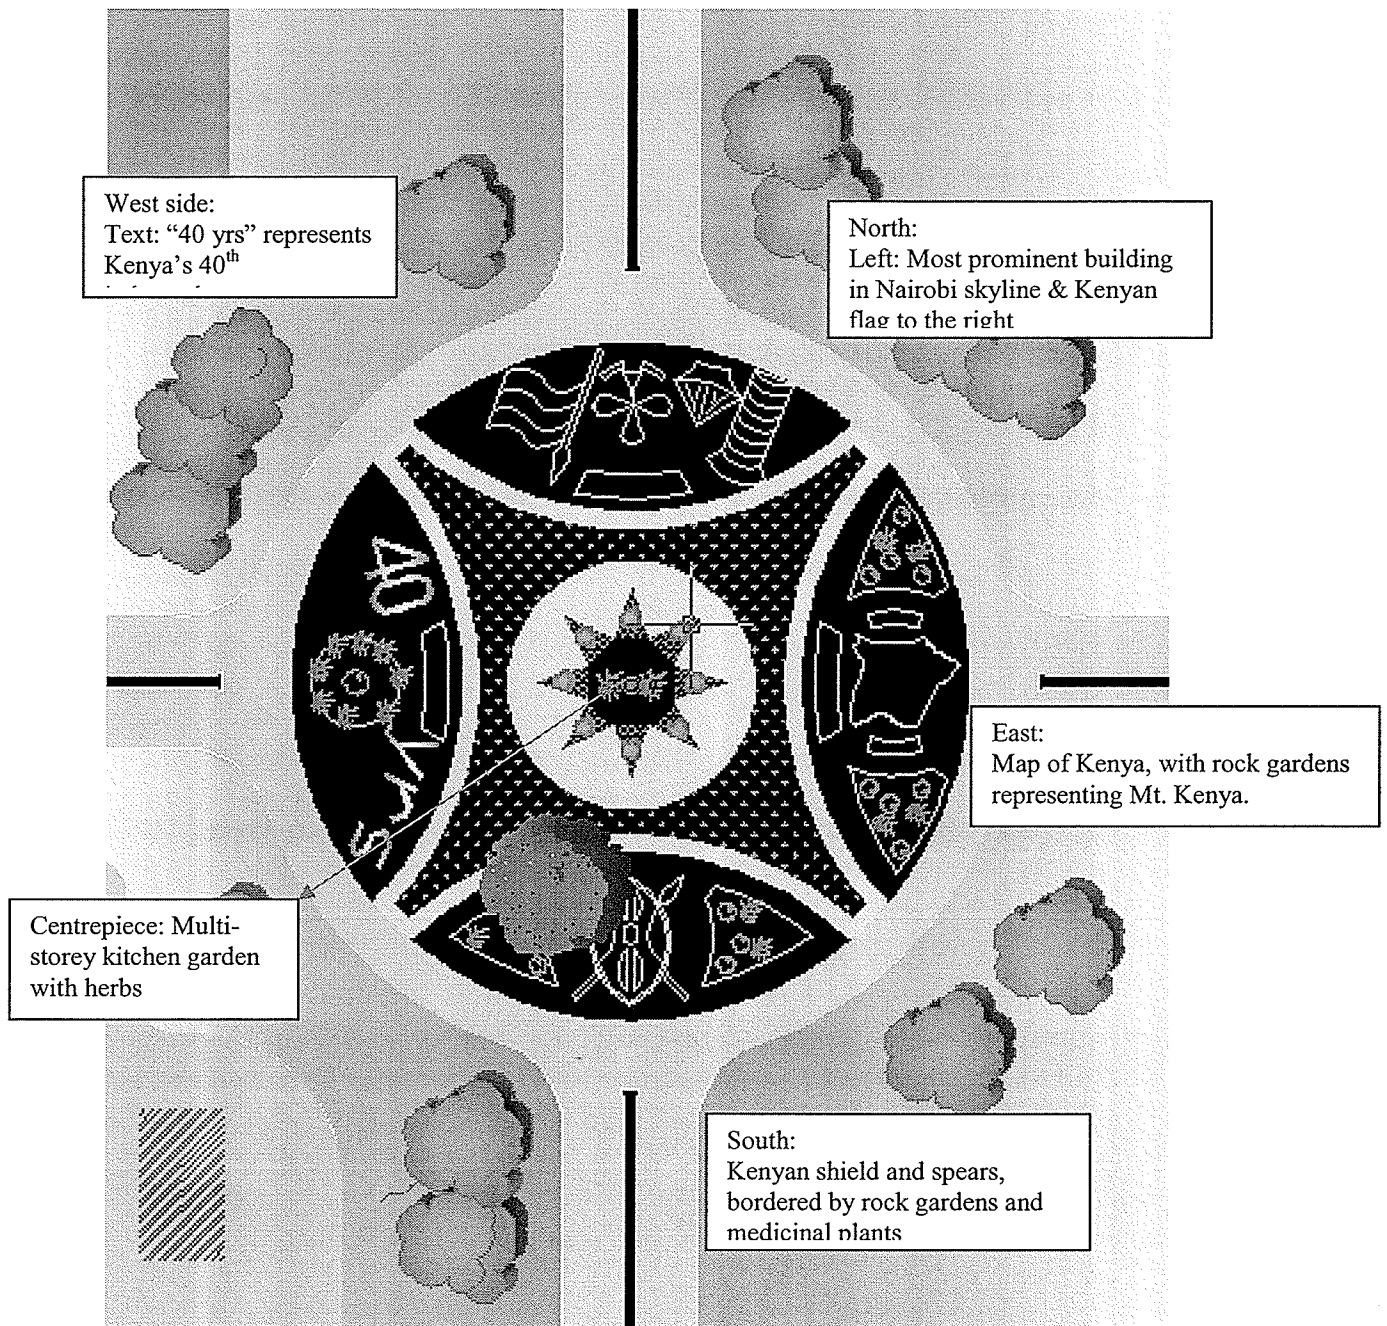 West side:
Text: “40 yrs” represents
Kenya’s 40th
North:
Left: Most prominent building
in Nairobi skyline & Kenyan
flag to the right
40
yrs
East:
Map of Kenya, with rock gardens
representing Mt. Kenya.
Centrepiece: Multi-
storey kitchen garden
with herbs
South:
Kenyan shield and spears,
bordered by rock gardens and
medicinal plants